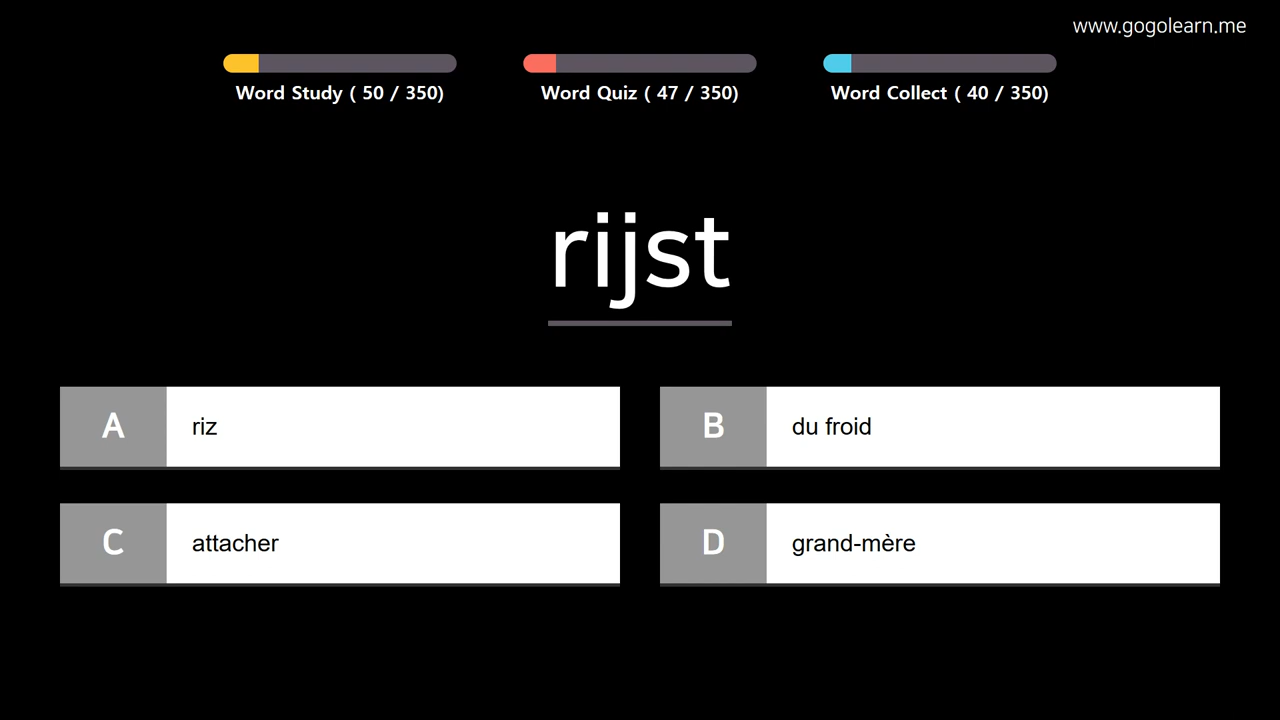 www.gogolearn.me
Word Study ( 50 / 350)
Word Quiz ( 47 / 350)
Word Collect ( 40 / 350)
rijst
A riz
B du froid
C attacher
D grand-mère